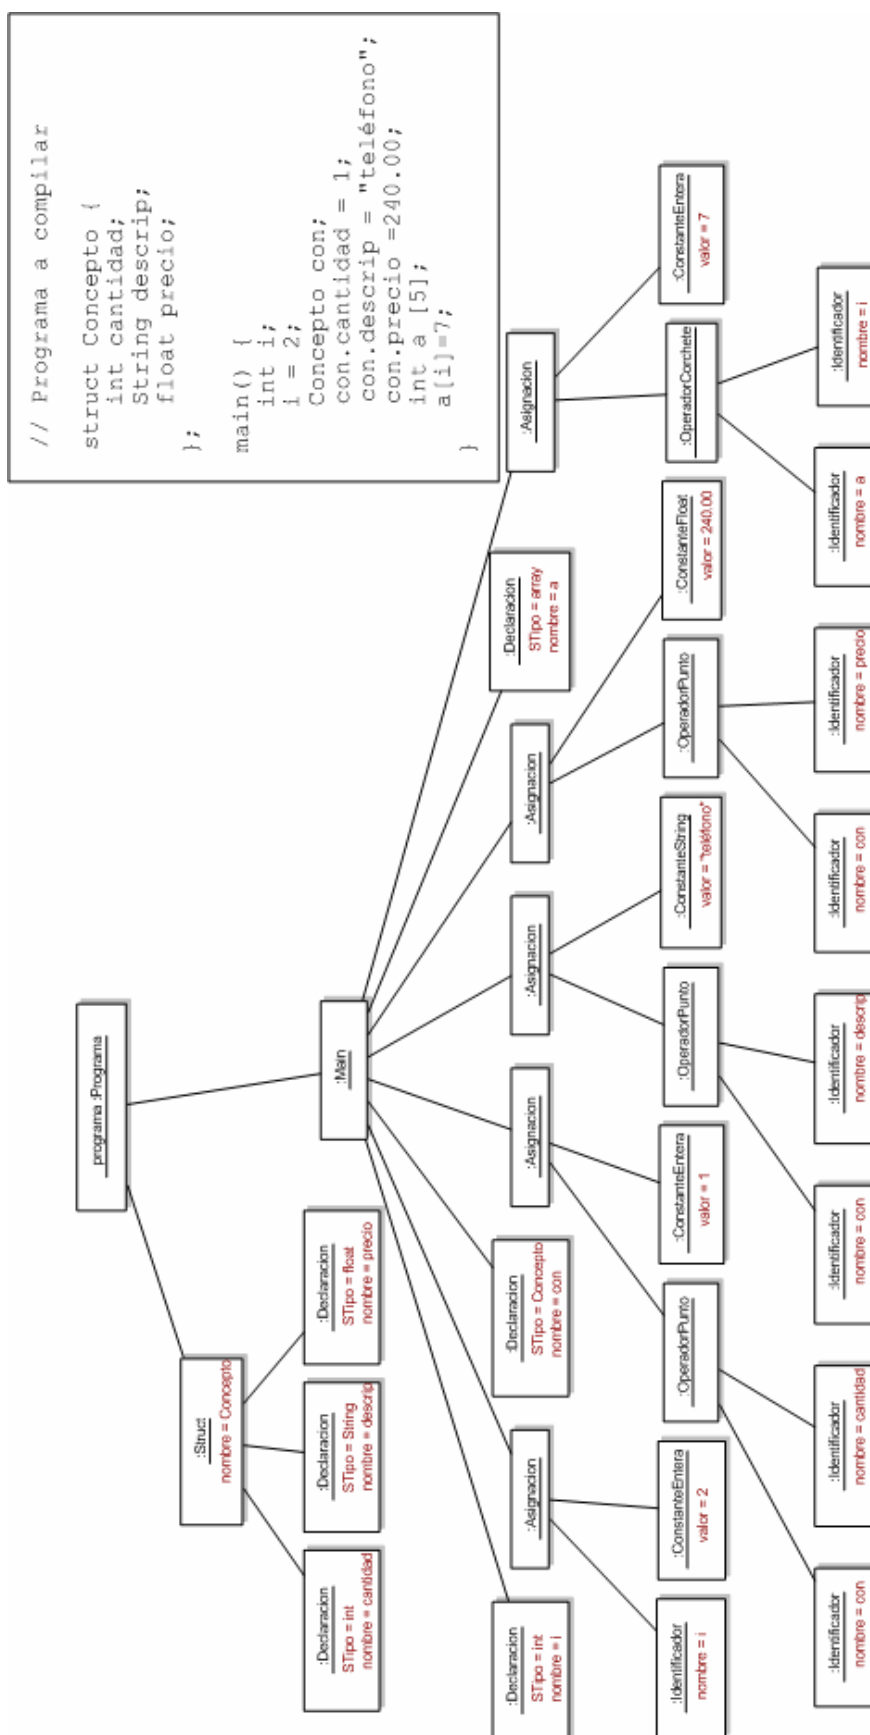 // Programa a compilar
struct Concepto {
int cantidad;
String descrip;
float precio;
};
main() {
int i;
i = 2;
Concepto con;
con.cantidad = 1;
con.descrip = "teléfono";
con.precio =240.00;
int a [5];
a[i]=7;
}
programa :Programa
:Struct
nombre = Concepto
:Main
:Declaracion
STipo = int
nombre = cantidad
:Declaracion
STipo = String
nombre = descrip
:Declaracion
STipo = float
nombre = precio
:Declaracion
STipo = int
nombre = i
:Asignacion
:Declaracion
STipo = Concepto
nombre = con
:Asignacion
:Asignacion
:Asignacion
:Declaracion
STipo = array
nombre = a
:Asignacion
:Identificador
nombre = i
:ConstanteEntera
valor = 2
:OperadorPunto
:ConstanteEntera
valor = 1
:OperadorPunto
:ConstanteString
valor = "teléfono"
:OperadorPunto
:ConstanteFloat
valor = 240.00
:OperadorCorchete
:ConstanteEntera
valor = 7
:Identificador
nombre = con
:Identificador
nombre = cantidad
:Identificador
nombre = con
:Identificador
nombre = descrip
:Identificador
nombre = con
:Identificador
nombre = precio
:Identificador
nombre = a
:Identificador
nombre = i